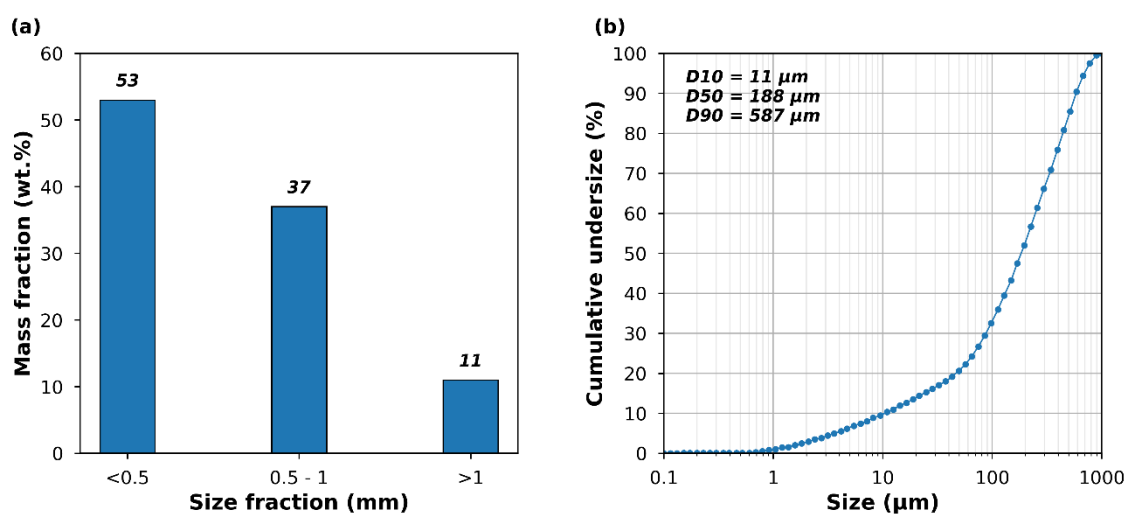 (a)
Mass fraction (wt.%)
60
50
40
30
20
10
0
53
37
11
<0.5
0.5 - 1
>1
Size fraction (mm)
(b)
Cumulative undersize (%)
100
90
80
70
60
50
40
30
20
10
0
D10 = 11 μm
D50 = 188 μm
D90 = 587 μm
0.1
1
10
100
1000
Size (μm)